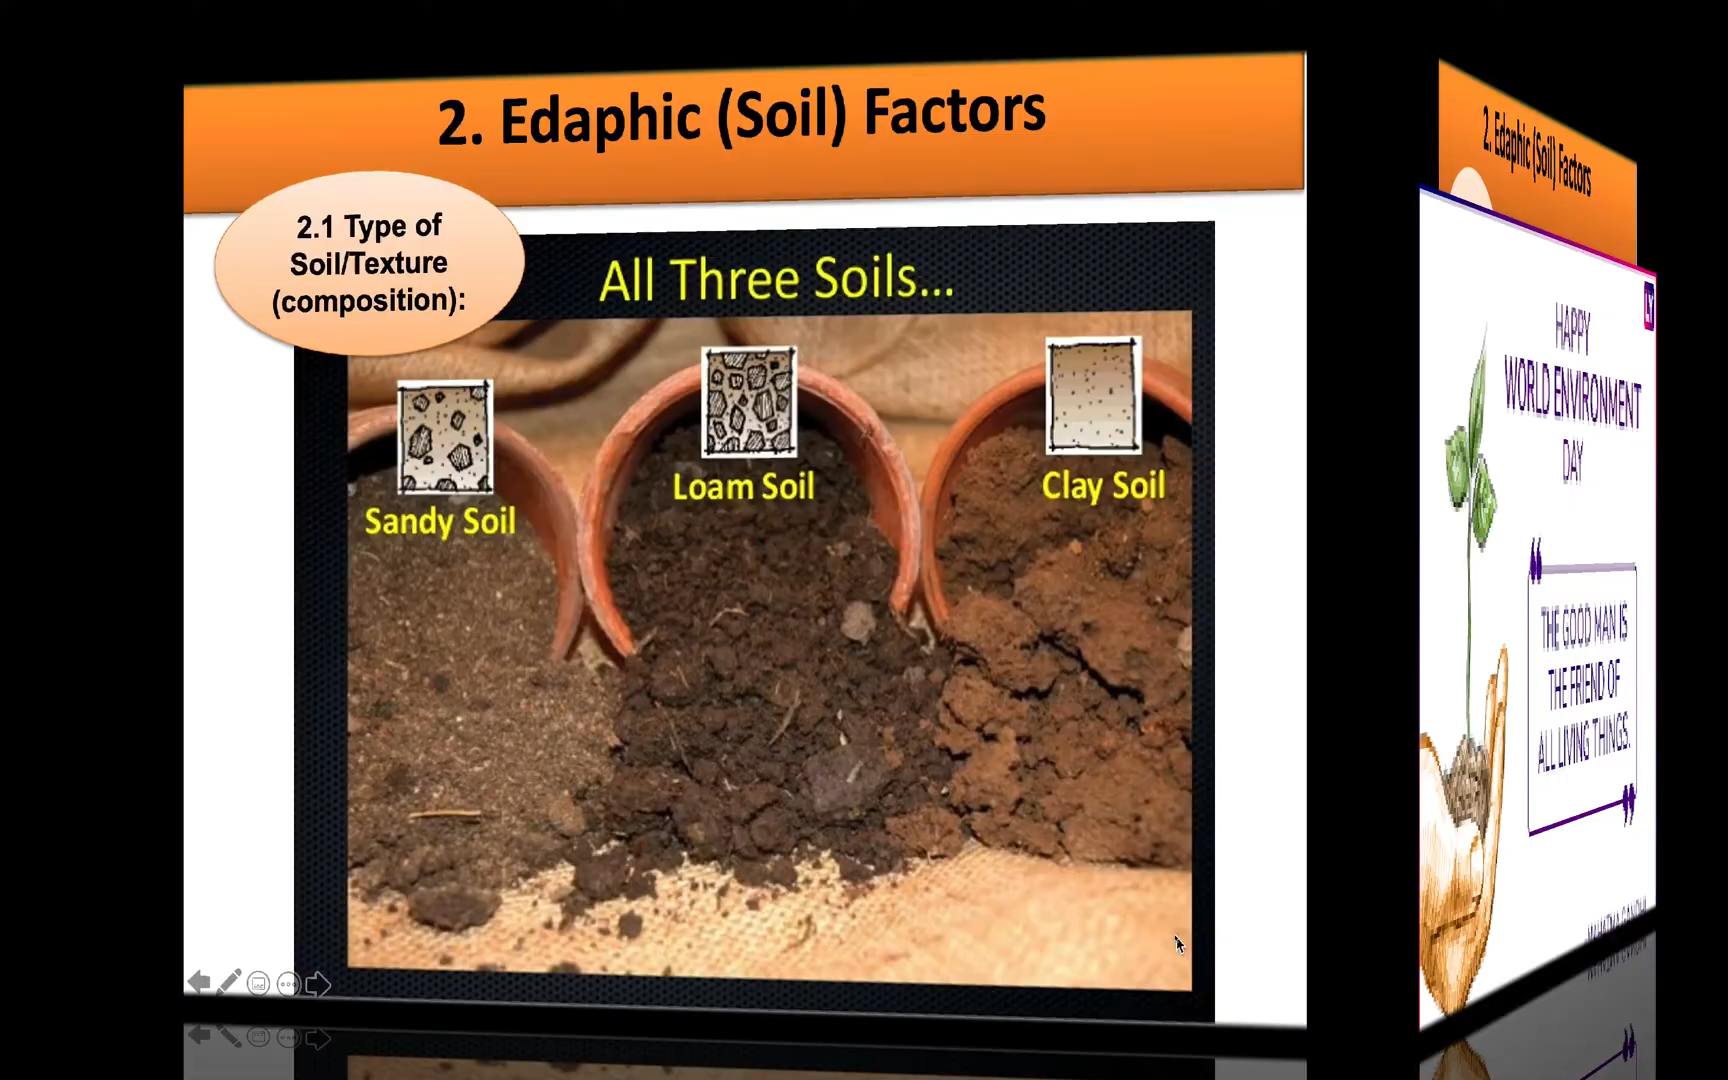 2. Edaphic (Soil) Factors
2.1 Type of
Soil/Texture
(composition):
All Three Soils...
Sandy Soil
Loam Soil
Clay Soil
2. Edaphic (Soil) Factors
LY
HAPPY
WORLD ENVIRONMENT
DAY
THE GOOD MAN IS
THE FRIEND OF
ALL LIVING THINGS.